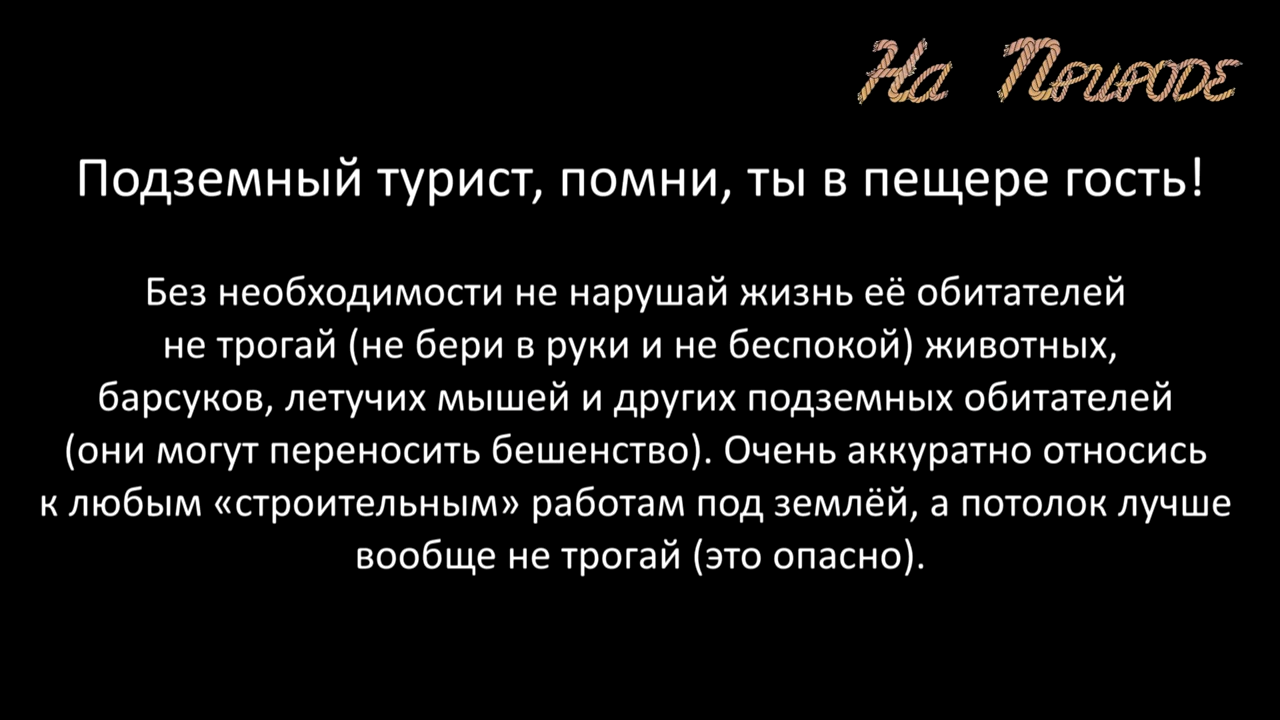 На Природе
Подземный турист, помни, ты в пещере гость!
Без необходимости не нарушай жизнь её обитателей
не трогай (не бери в руки и не беспокой) животных,
барсуков, летучих мышей и других подземных обитателей
(они могут переносить бешенство). Очень аккуратно относись
к любым «строительным» работам под землёй, а потолок лучше
вообще не трогай (это опасно).